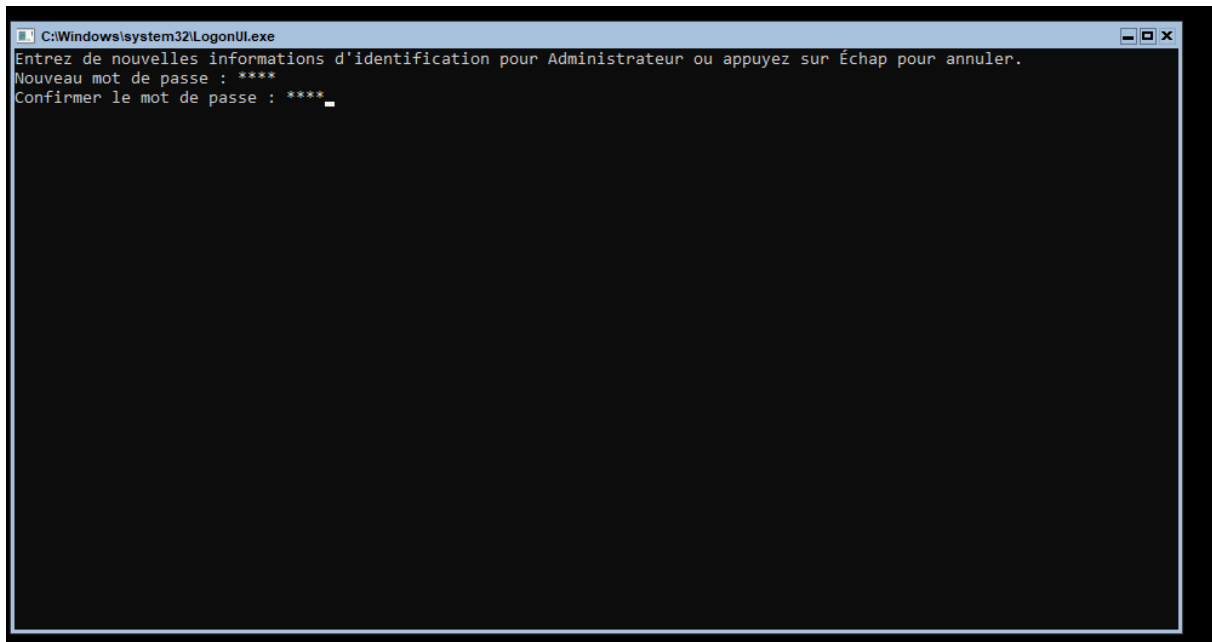 C:\Windows\system32\LogonUI.exe
Entrez de nouvelles informations d'identification pour Administrateur ou appuyez sur Échap pour annuler.
Nouveau mot de passe : ****
Confirmer le mot de passe : ****